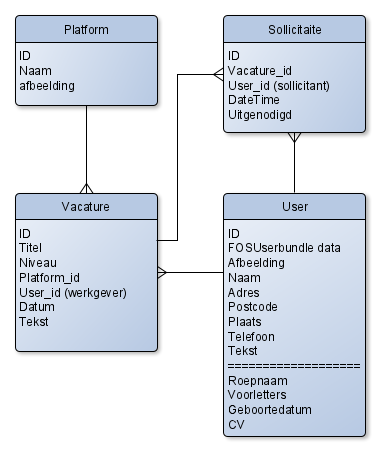 Platform
ID
Naam
afbeelding
Sollicitaite
ID
Vacature_id
User_id (sollicitant)
DateTime
Uitgenodigd
Vacature
ID
Titel
Niveau
Platform_id
User_id (werkgever)
Datum
Tekst
User
ID
FOSUserbundle data
Afbeelding
Naam
Adres
Postcode
Plaats
Telefoon
Tekst
===================
Roepnaam
Voorletters
Geboortedatum
CV